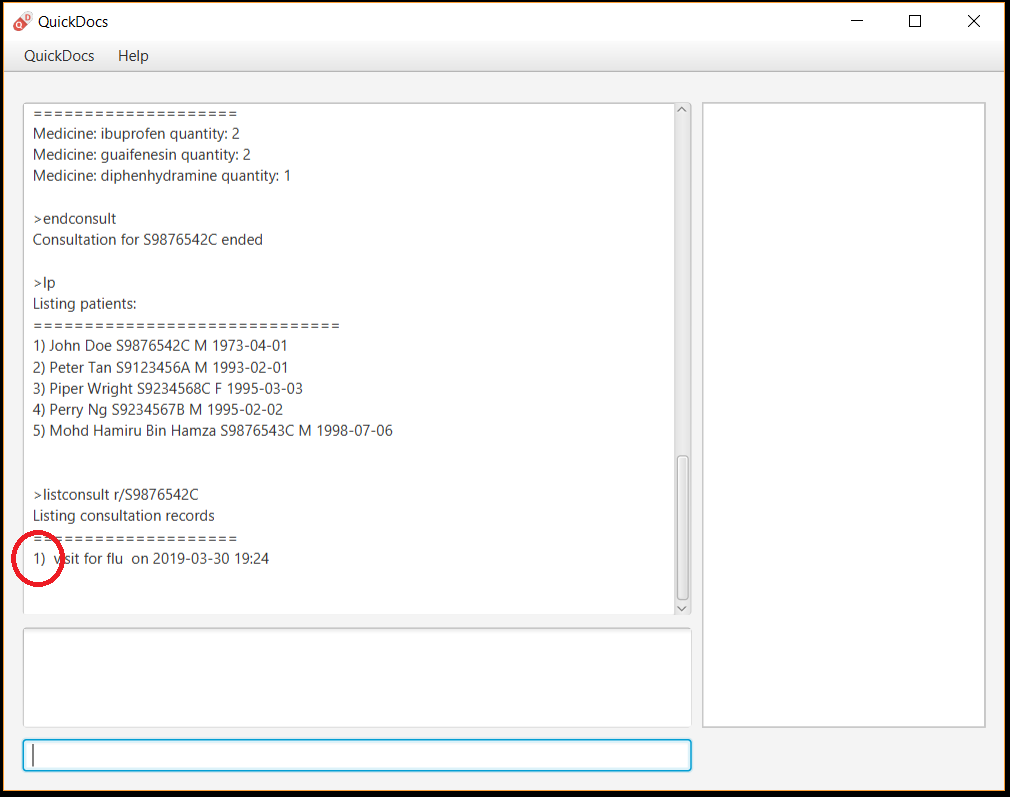 QuickDocs
QuickDocs Help
====================
Medicine: ibuprofen quantity: 2
Medicine: guaifenesin quantity: 2
Medicine: diphenhydramine quantity: 1
>endconsult
Consultation for S9876542C ended
>lp
Listing patients:
==============================
1) John Doe S9876542C M 1973-04-01
2) Peter Tan S9123456A M 1993-02-01
3) Piper Wright S9234568C F 1995-03-03
4) Perry Ng S9234567B M 1995-02-02
5) Mohd Hamiru Bin Hamza S9876543C M 1998-07-06
>listconsult r/S9876542C
Listing consultation records
====================
1)  visit for flu  on 2019-03-30 19:24